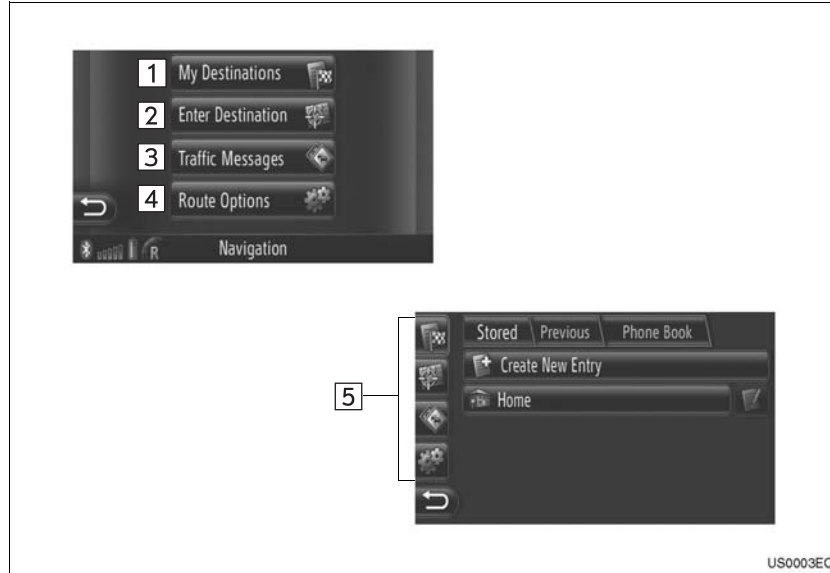 1 My Destinations
2 Enter Destination
3 Traffic Messages
4 Route Options
R Navigation
5
Stored Previous Phone Book
Create New Entry
Home
US0003EC